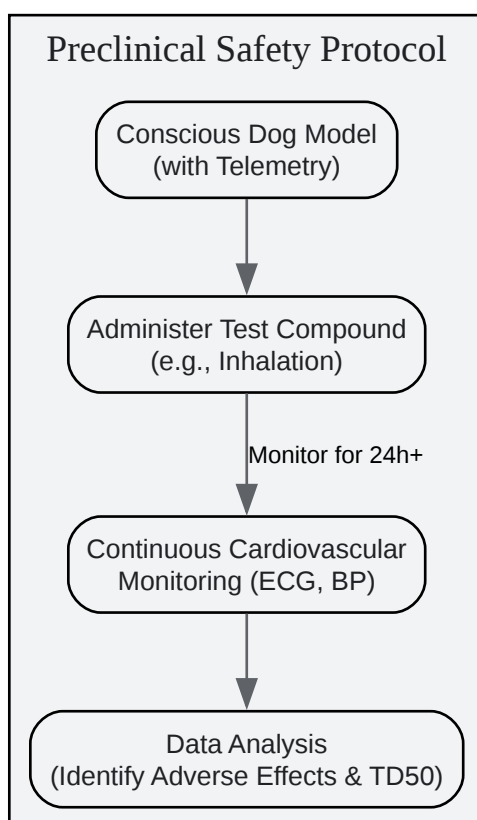 Preclinical Safety Protocol
Conscious Dog Model
(with Telemetry)
Administer Test Compound
(e.g., Inhalation)
Monitor for 24h+
Continuous Cardiovascular
Monitoring (ECG, BP)
Data Analysis
(Identify Adverse Effects & TD50)